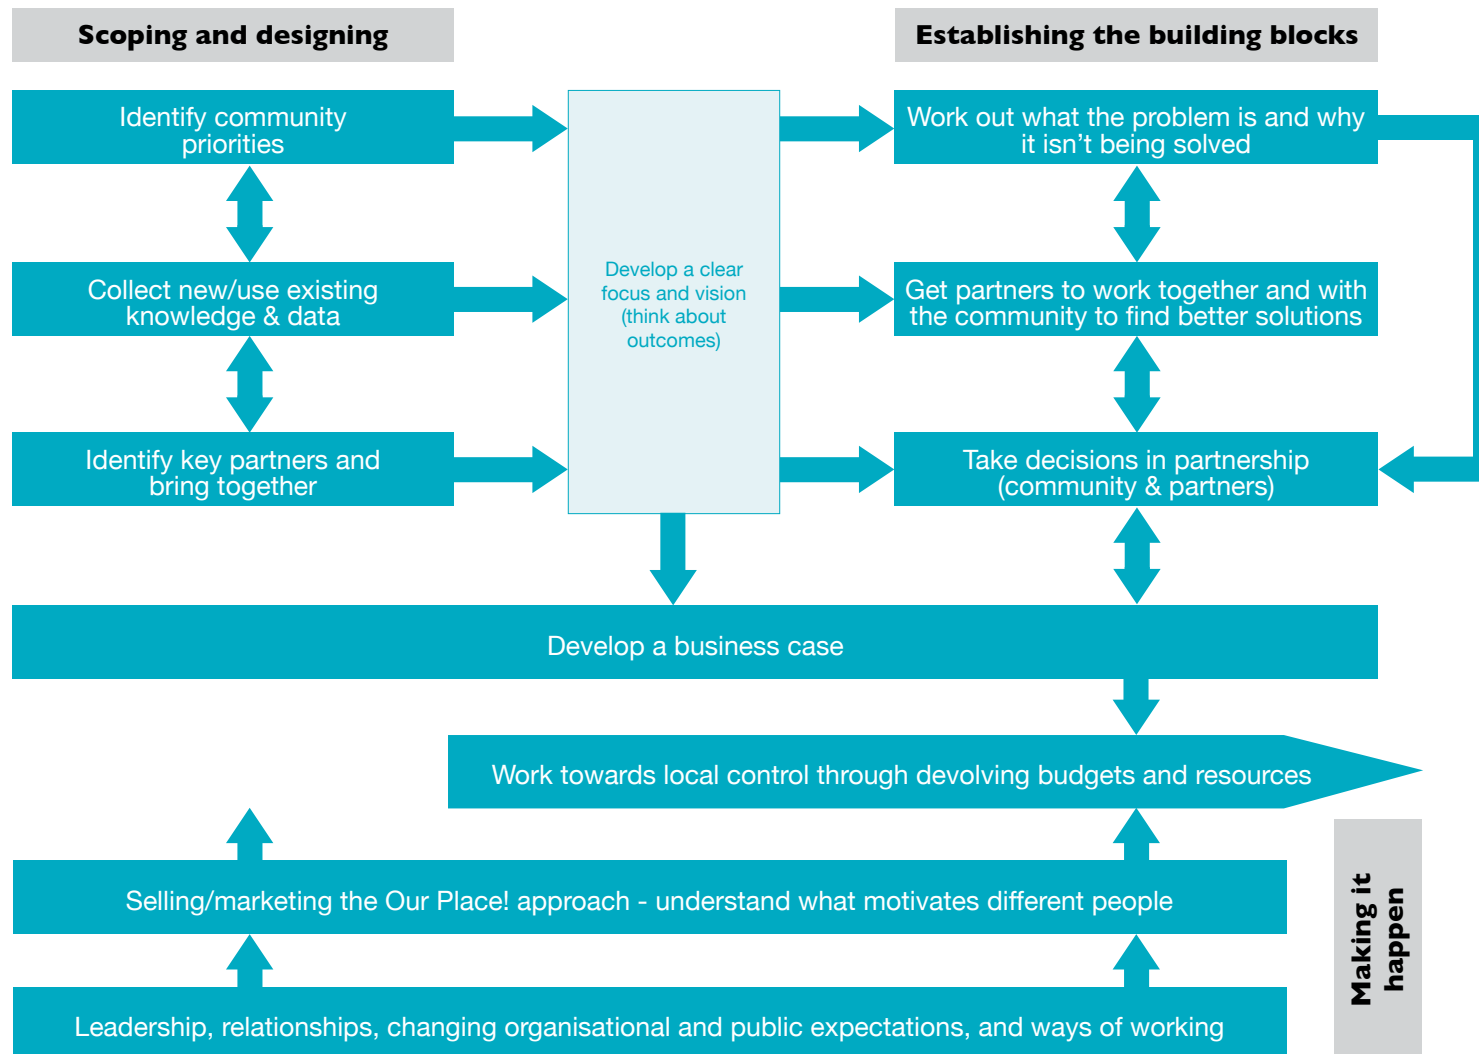 Scoping and designing
Establishing the building blocks
Identify community
priorities
Work out what the problem is and why
it isn't being solved
Develop a clear
focus and vision
(think about
outcomes)
Collect new/use existing
knowledge & data
Get partners to work together and with
the community to find better solutions
Identify key partners and
bring together
Take decisions in partnership
(community & partners)
Develop a business case
Work towards local control through devolving budgets and resources
Selling/marketing the Our Place! approach - understand what motivates different people
Leadership, relationships, changing organisational and public expectations, and ways of working
Making it
happen